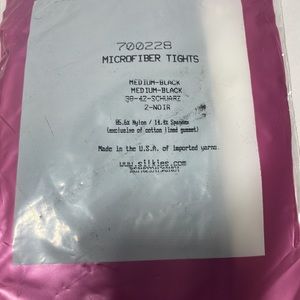 700228
MICROFIBER TIGHTS
MEDIUM-BLACK
MEDIUM-BLACK
38-42-SCHWARZ
2-NOIR
85.6% Nylon / 14.4% Spandex
(exclusive of cotton lined gusset)
Made in the U.S.A. of imported yarns.
www.silkies.com